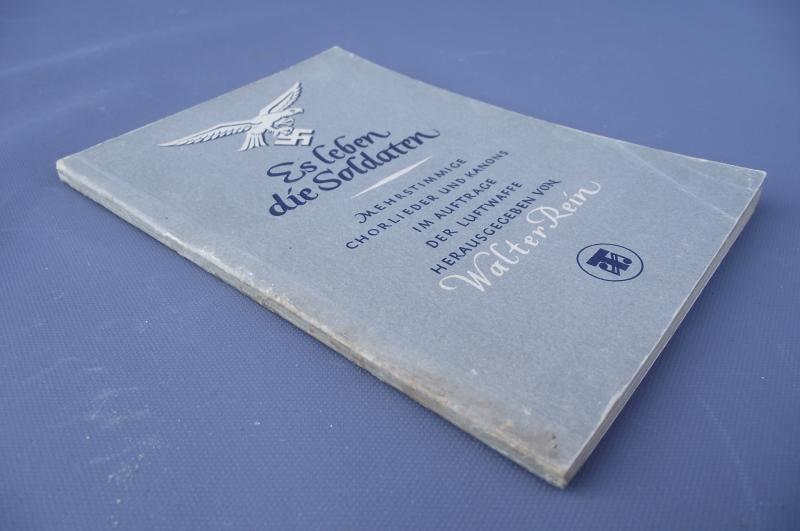 Es leben
die Soldaten
MEHRSTIMMIGE
CHORLIEDER UND KANONS
IM AUFTRAGE
DER LUFTWAFFE
HERAUSGEGEBEN VON
Walter Rein